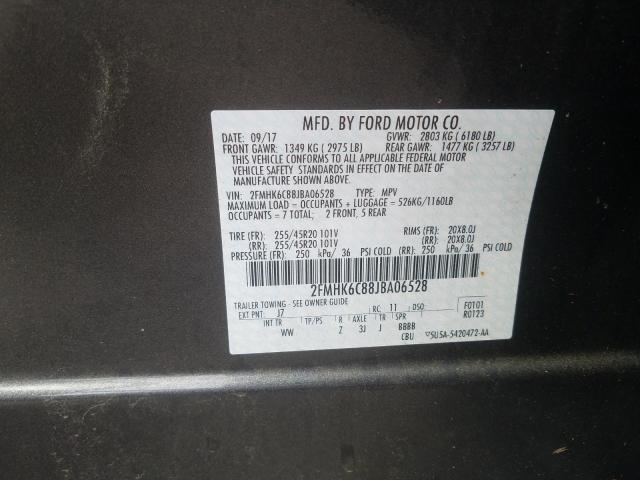 MFD. BY FORD MOTOR CO.
DATE: 09/17 GVWR: 2803 KG ( 6180 LB)
FRONT GAWR: 1349 KG ( 2975 LB) REAR GAWR: 1477 KG ( 3257 LB)
THIS VEHICLE CONFORMS TO ALL APPLICABLE FEDERAL MOTOR
VEHICLE SAFETY STANDARDS IN EFFECT ON THE DATE OF
MANUFACTURE SHOWN ABOVE.
VIN: 2FMHK6C88JBA06528 TYPE: MPV
MAXIMUM LOAD = OCCUPANTS + LUGGAGE = 526KG/1160LB
OCCUPANTS = 7 TOTAL; 2 FRONT, 5 REAR
TIRE (FR): 255/45R20 101V RIMS (FR): 20X8.0J
(RR): 255/45R20 101V (RR): 20X8.0J
PRESSURE (FR): 250 kPa/ 36 PSI COLD (RR): 250 kPa/ 36 PSI COLD
2FMHK6C88JBA06528
TRAILER TOWING - SEE OWNER GUIDE
EXT PNT: J7 RC: 11 DSO: F0101
R0123
INT TR TP/PS R AXLE TR SPR
WW Z 3J J BBBB
CBU ▽5U5A-5420472-AA